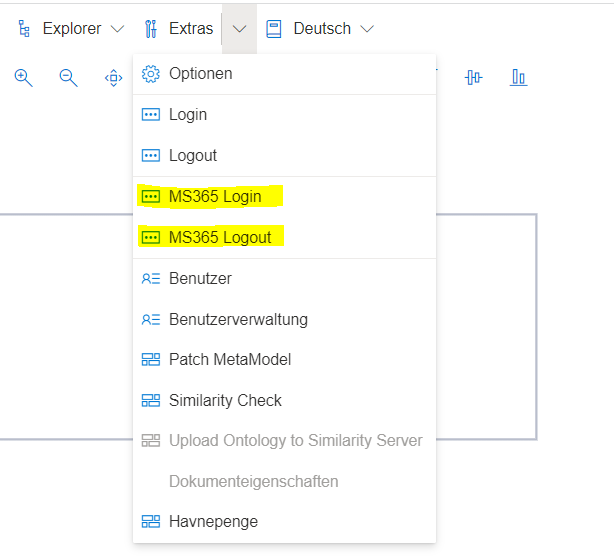 Explorer Extras Deutsch
Optionen
Login
Logout
MS365 Login
MS365 Logout
Benutzer
Benutzerverwaltung
Patch MetaModel
Similarity Check
Upload Ontology to Similarity Server
Dokumenteigenschaften
Havnepenge